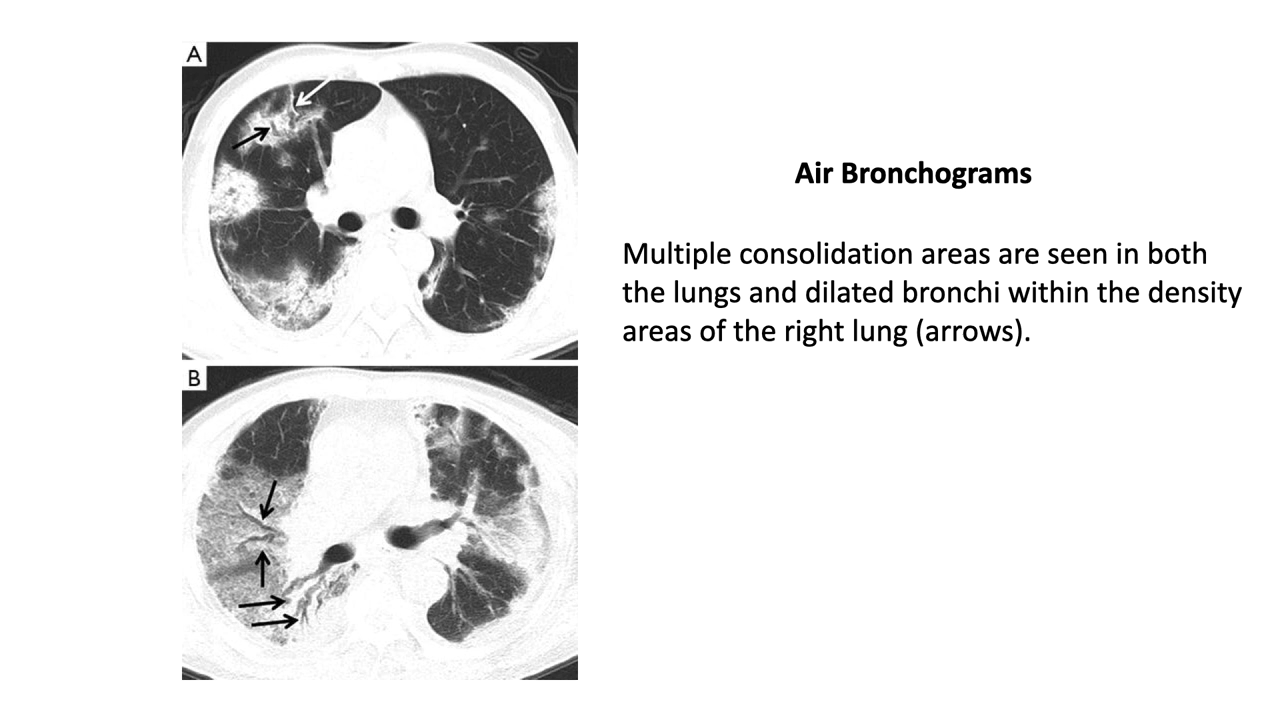 A
B
Air Bronchograms
Multiple consolidation areas are seen in both
the lungs and dilated bronchi within the density
areas of the right lung (arrows).